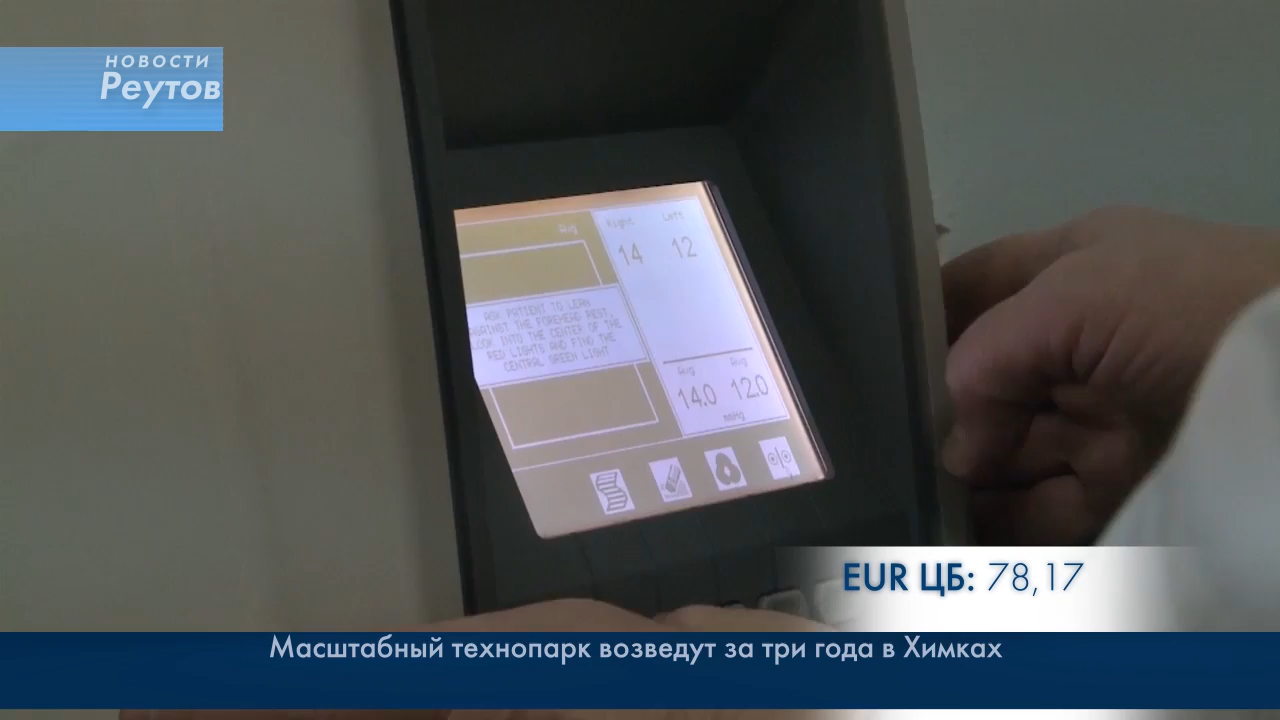 НОВОСТИ
Реутов
Avg
Right Left
14 12
ASK PATIENT TO LEAN
AGAINST THE FOREHEAD REST,
LOOK INTO THE CENTER OF THE
RED LIGHTS AND FIND THE
CENTRAL GREEN LIGHT
Avg Avg
14.0 12.0
mmHg
EUR ЦБ: 78,17
Масштабный технопарк возведут за три года в Химках